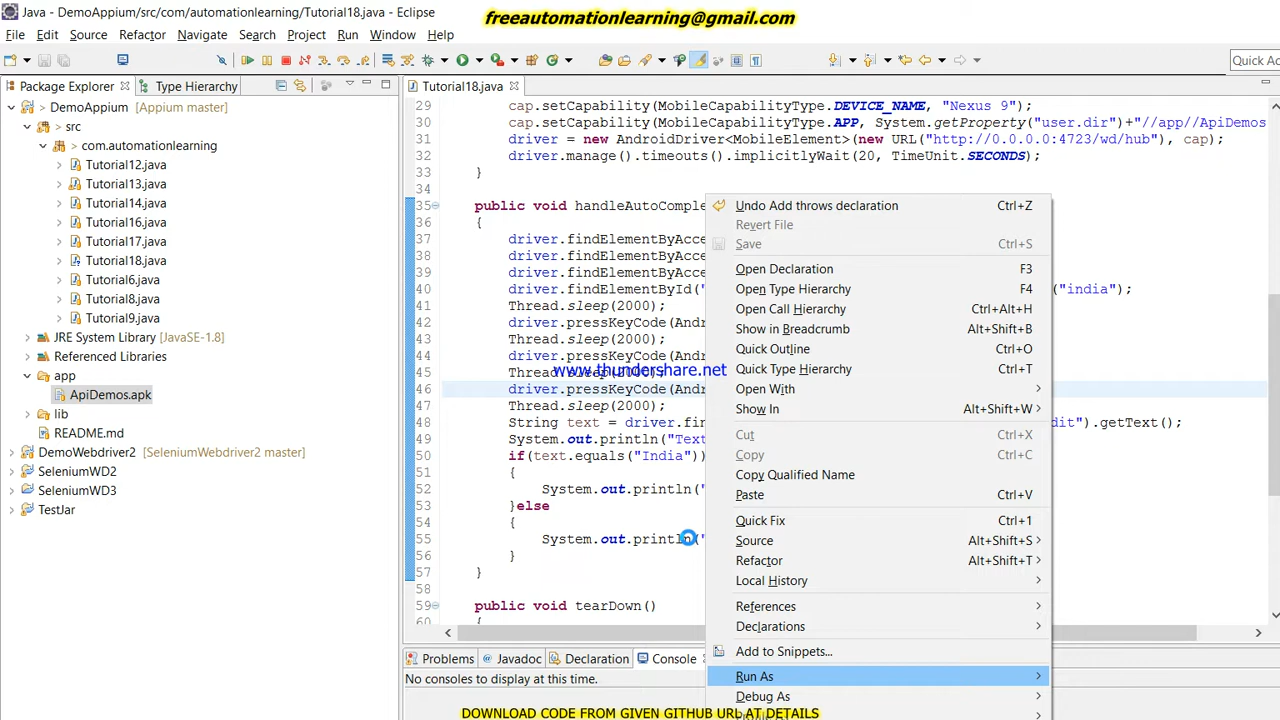 Java - DemoAppium/src/com/automationlearning/Tutorial18.java - Eclipse
freeautomationlearning@gmail.com
File Edit Source Refactor Navigate Search Project Run Window Help
Quick Ac
Package Explorer Type Hierarchy
DemoAppium [Appium master]
src
com.automationlearning
Tutorial12.java
Tutorial13.java
Tutorial14.java
Tutorial16.java
Tutorial17.java
Tutorial18.java
Tutorial6.java
Tutorial8.java
Tutorial9.java
JRE System Library [JavaSE-1.8]
Referenced Libraries
app
ApiDemos.apk
lib
README.md
DemoWebdriver2 [SeleniumWebdriver2 master]
SeleniumWD2
SeleniumWD3
TestJar
Tutorial18.java
29 cap.setCapability(MobileCapabilityType.DEVICE_NAME, "Nexus 9");
30 cap.setCapability(MobileCapabilityType.APP, System.getProperty("user.dir")+"//app//ApiDemos
31 driver = new AndroidDriver<MobileElement>(new URL("http://0.0.0.0:4723/wd/hub"), cap);
32 driver.manage().timeouts().implicitlyWait(20, TimeUnit.SECONDS);
33 }
34
35 public void handleAutoComple
36 {
37 driver.findElementByAcce
38 driver.findElementByAcce
39 driver.findElementByAcce
40 driver.findElementById(" ("india");
41 Thread.sleep(2000);
42 driver.pressKeyCode(Andr
43 Thread.sleep(2000);
44 driver.pressKeyCode(Andr
45 Thread.sleep(2000);
www.thundershare.net
46 driver.pressKeyCode(Andr
47 Thread.sleep(2000);
48 String text = driver.fin dit").getText();
49 System.out.println("Text
50 if(text.equals("India"))
51 {
52 System.out.println("
53 }else
54 {
55 System.out.println("
56 }
57 }
58
59 public void tearDown()
60 {
Undo Add throws declaration Ctrl+Z
Revert File
Save Ctrl+S
Open Declaration F3
Open Type Hierarchy F4
Open Call Hierarchy Ctrl+Alt+H
Show in Breadcrumb Alt+Shift+B
Quick Outline Ctrl+O
Quick Type Hierarchy Ctrl+T
Open With
Show In Alt+Shift+W
Cut Ctrl+X
Copy Ctrl+C
Copy Qualified Name
Paste Ctrl+V
Quick Fix Ctrl+1
Source Alt+Shift+S
Refactor Alt+Shift+T
Local History
References
Declarations
Add to Snippets...
Run As
Debug As
Problems Javadoc Declaration Console
No consoles to display at this time.
DOWNLOAD CODE FROM GIVEN GITHUB URL AT DETAILS